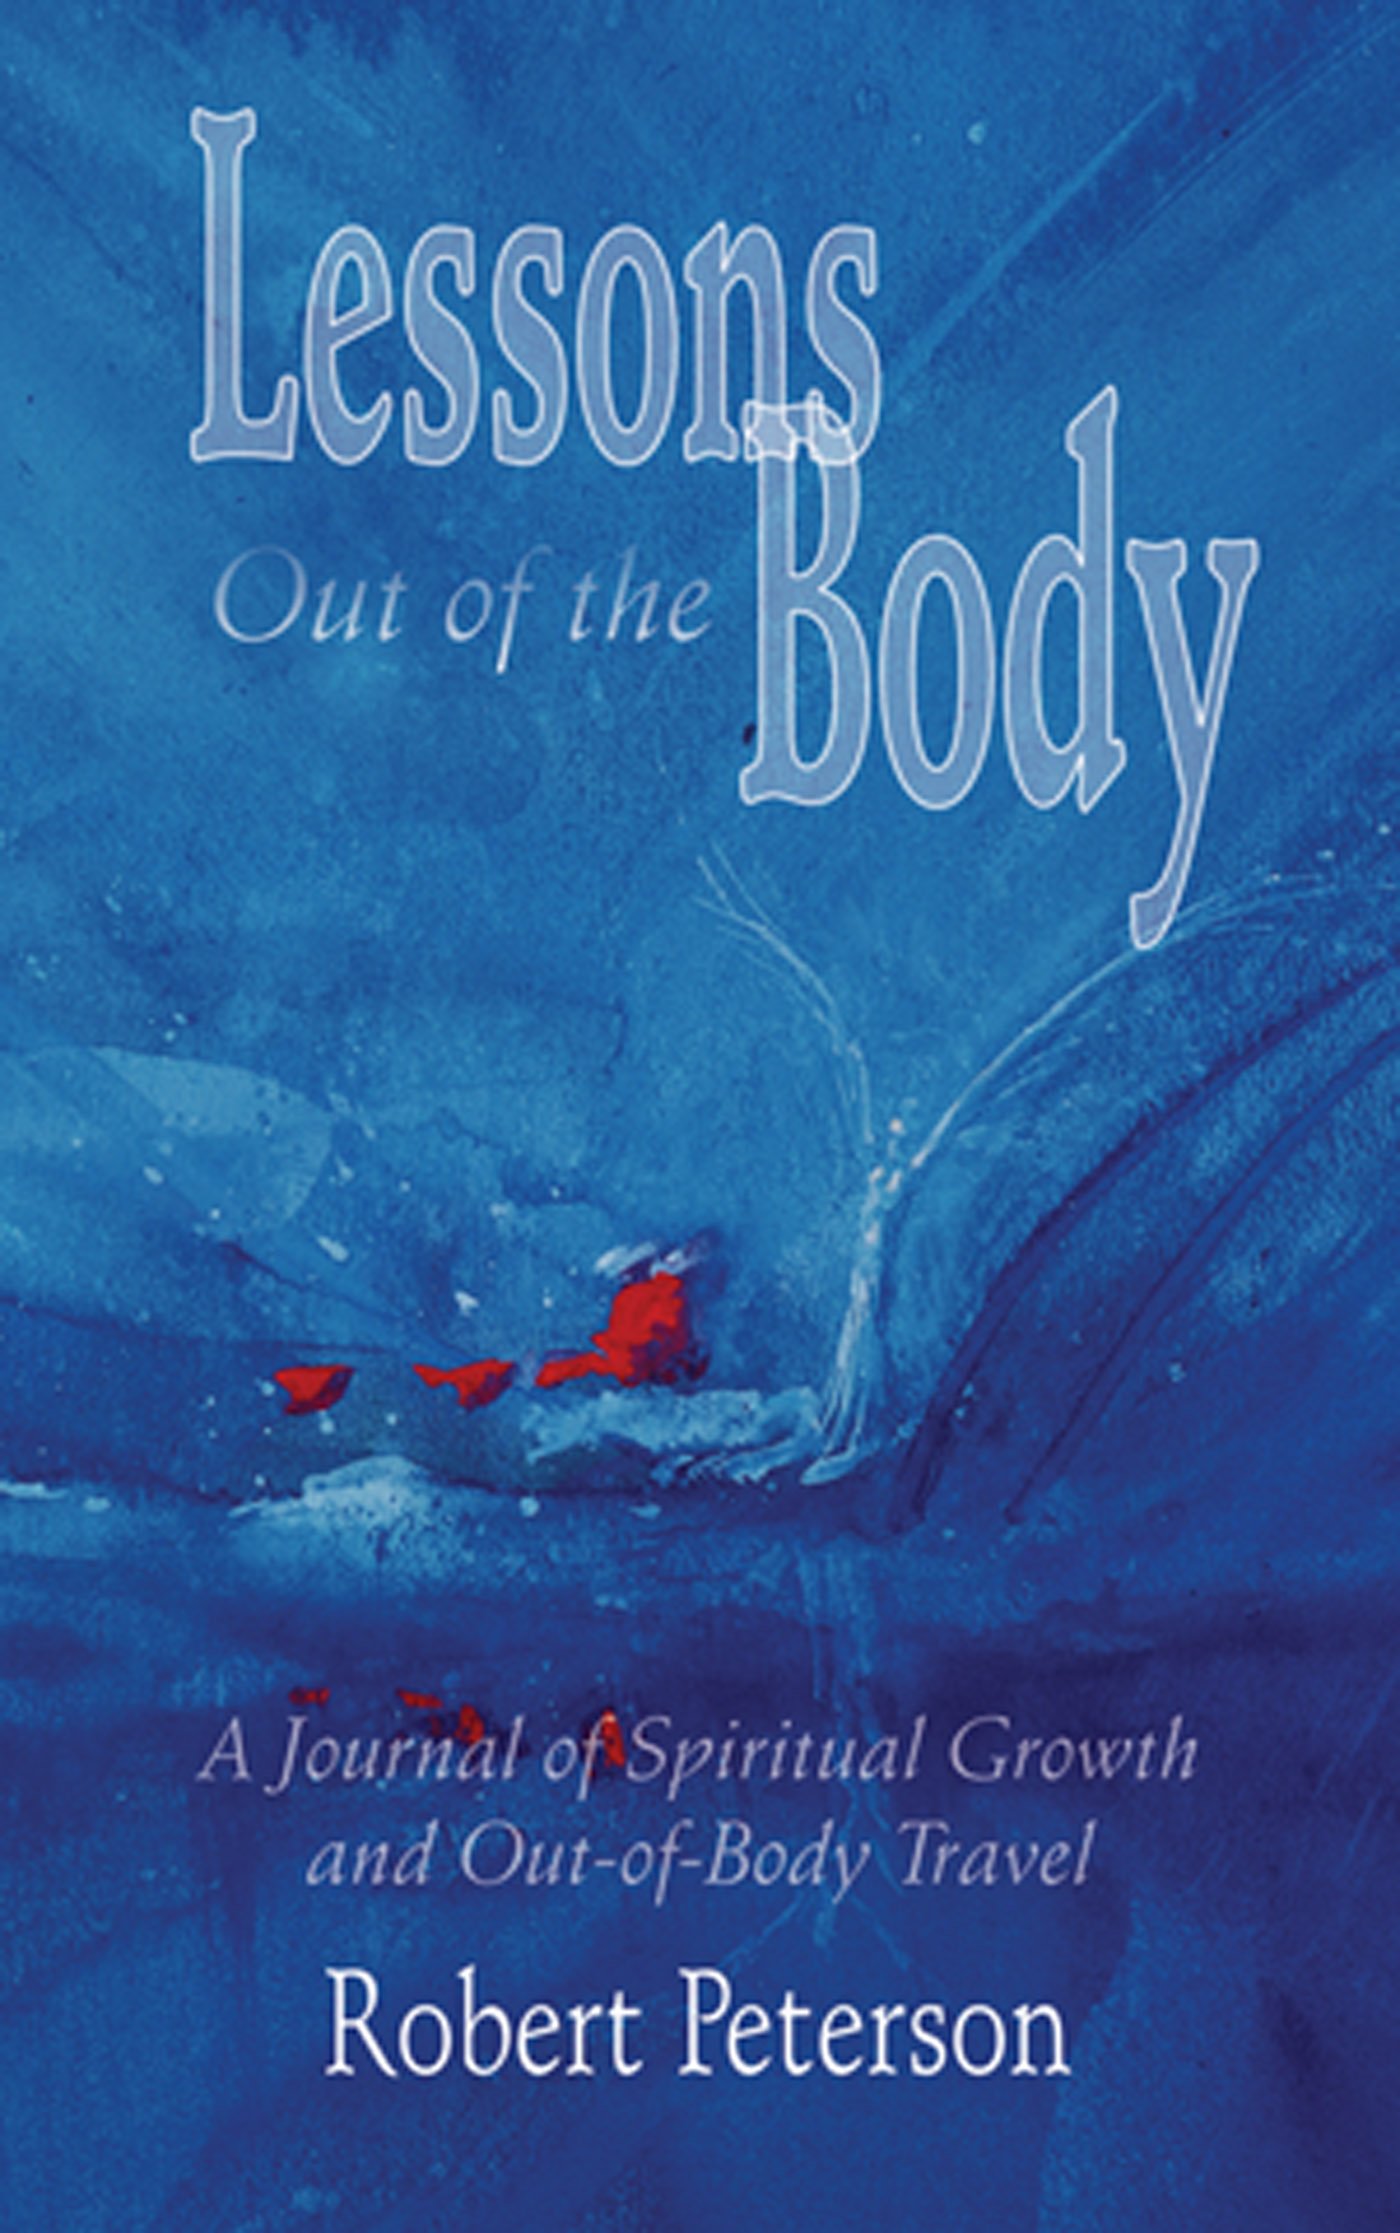 Lessons
Out of the Body
A Journal of Spiritual Growth
and Out-of-Body Travel
Robert Peterson